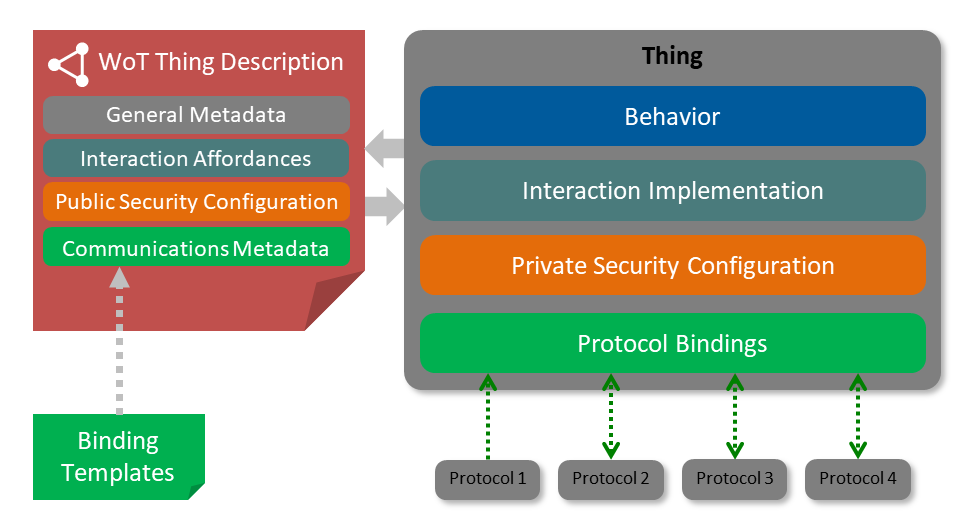 WoT Thing Description
General Metadata
Interaction Affordances
Public Security Configuration
Communications Metadata
Binding
Templates
Thing
Behavior
Interaction Implementation
Private Security Configuration
Protocol Bindings
Protocol 1
Protocol 2
Protocol 3
Protocol 4